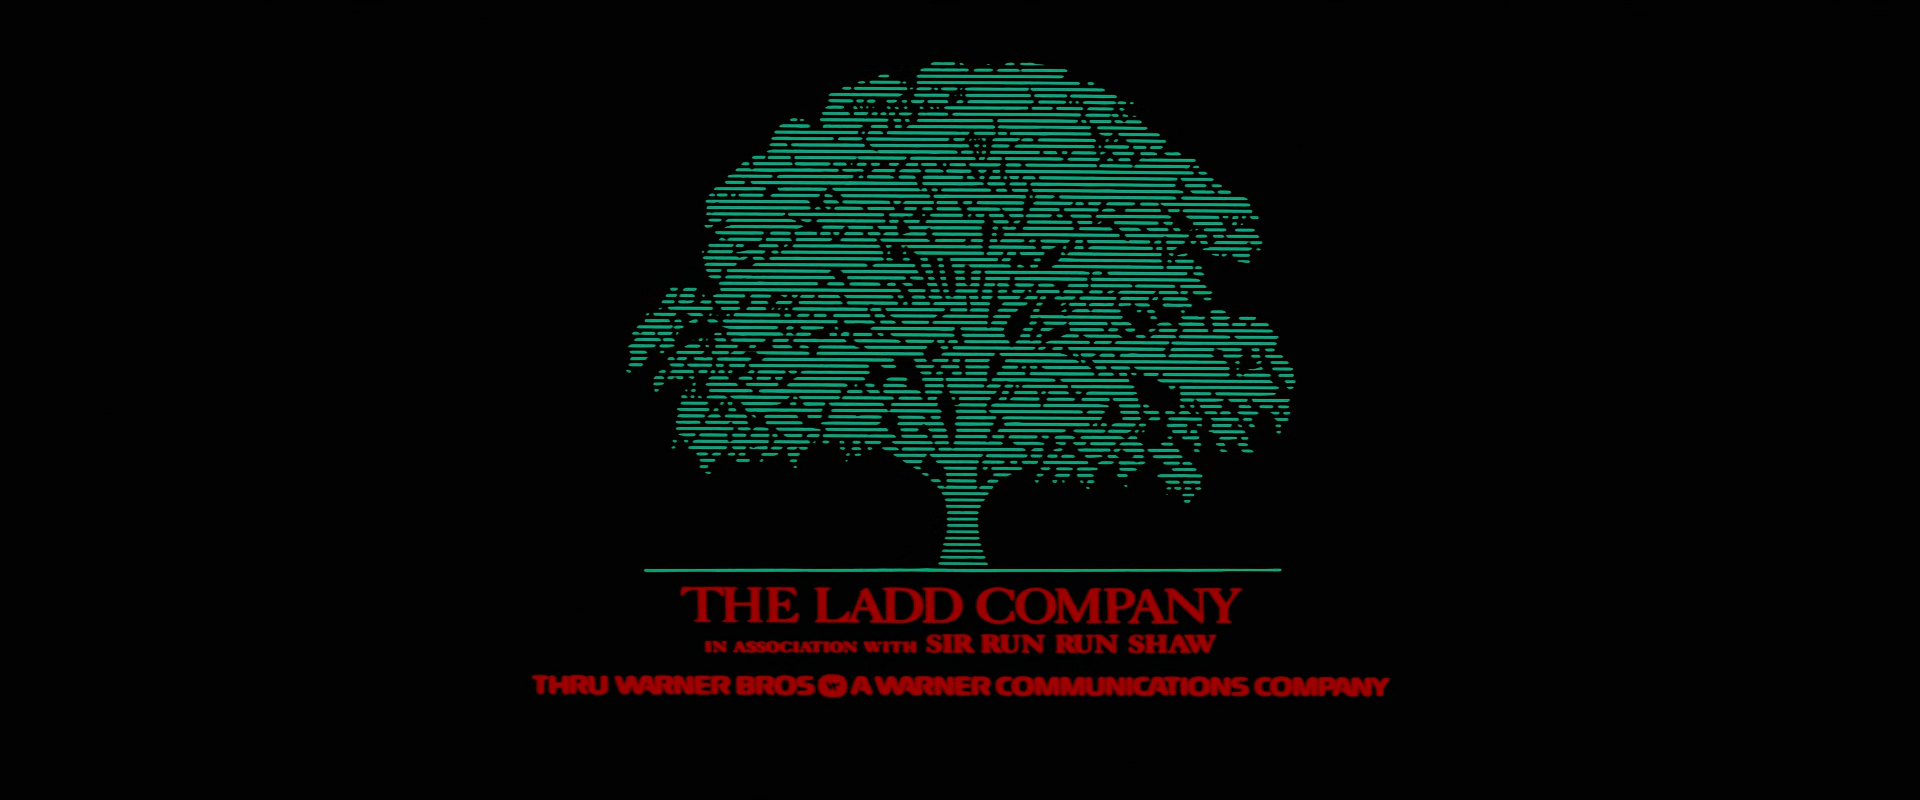 THE LADD COMPANY
IN ASSOCIATION WITH SIR RUN RUN SHAW
THRU WARNER BROS A WARNER COMMUNICATIONS COMPANY